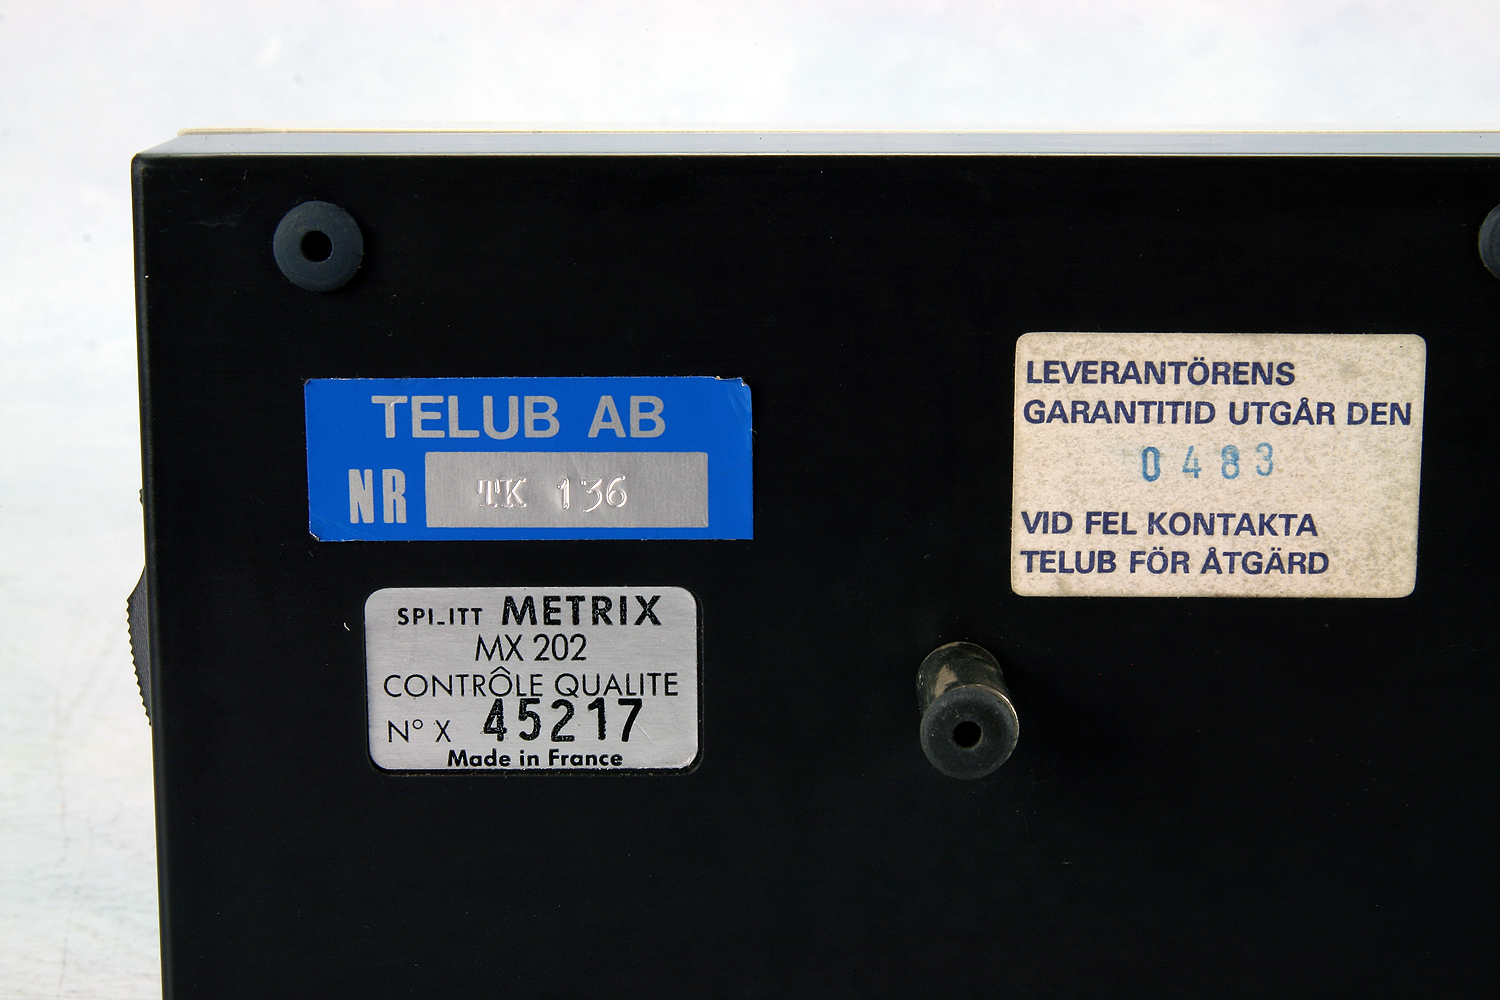 TELUB AB
NR TK 136
LEVERANTÖRENS
GARANTITID UTGÅR DEN
0483
VID FEL KONTAKTA
TELUB FÖR ÅTGÄRD
SPI_ITT METRIX
MX 202
CONTRÔLE QUALITE
N° X 45217
Made in France